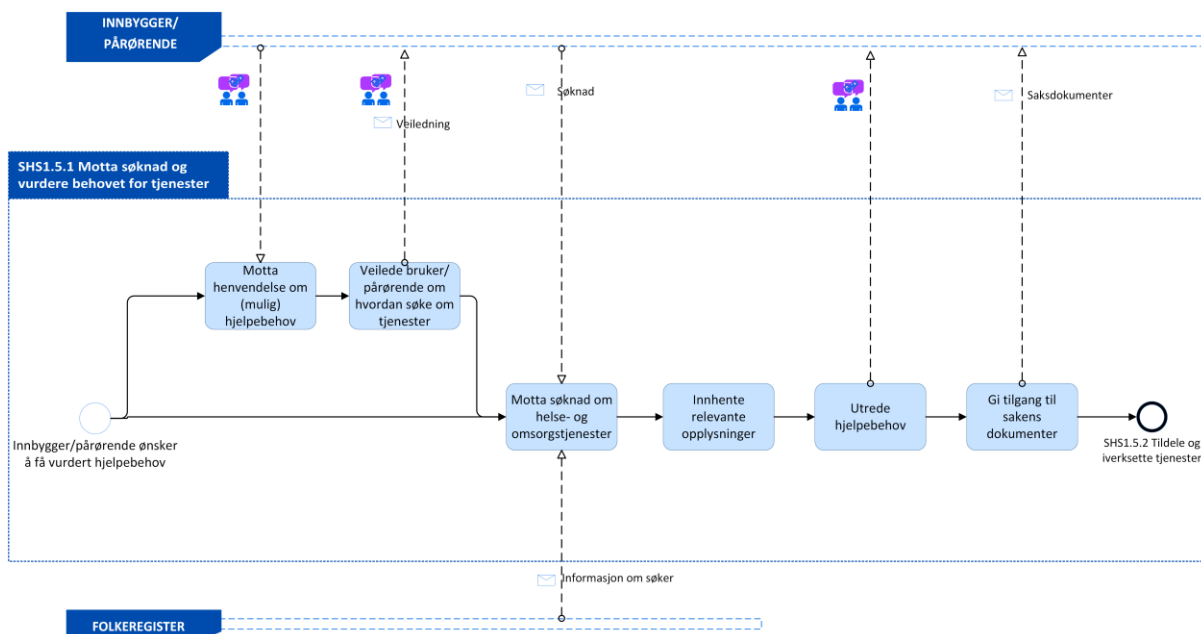 INNBYGGER/
PÅRØRENDE
Søknad
Saksdokumenter
Veiledning
SHS1.5.1 Motta søknad og
vurdere behovet for tjenester
Motta
henvendelse om
(mulig)
hjelpebehov
Veilede bruker/
pårørende om
hvordan søke om
tjenester
Innbygger/pårørende ønsker
å få vurdert hjelpebehov
Motta søknad om
helse- og
omsorgstjenester
Innhente
relevante
opplysninger
Utrede
hjelpebehov
Gi tilgang til
sakens
dokumenter
SHS1.5.2 Tildele og
iverksette tjenester
Informasjon om søker
FOLKEREGISTER